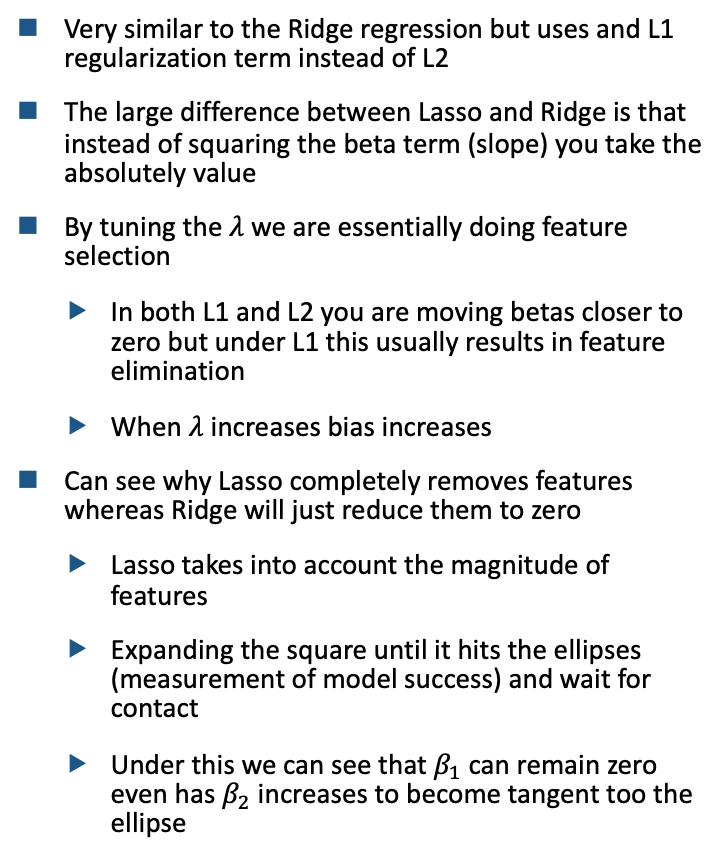 Very similar to the Ridge regression but uses and L1
regularization term instead of L2
The large difference between Lasso and Ridge is that
instead of squaring the beta term (slope) you take the
absolutely value
By tuning the λ we are essentially doing feature
selection
In both L1 and L2 you are moving betas closer to
zero but under L1 this usually results in feature
elimination
When λ increases bias increases
Can see why Lasso completely removes features
whereas Ridge will just reduce them to zero
Lasso takes into account the magnitude of
features
Expanding the square until it hits the ellipses
(measurement of model success) and wait for
contact
Under this we can see that β₁ can remain zero
even has β₂ increases to become tangent too the
ellipse